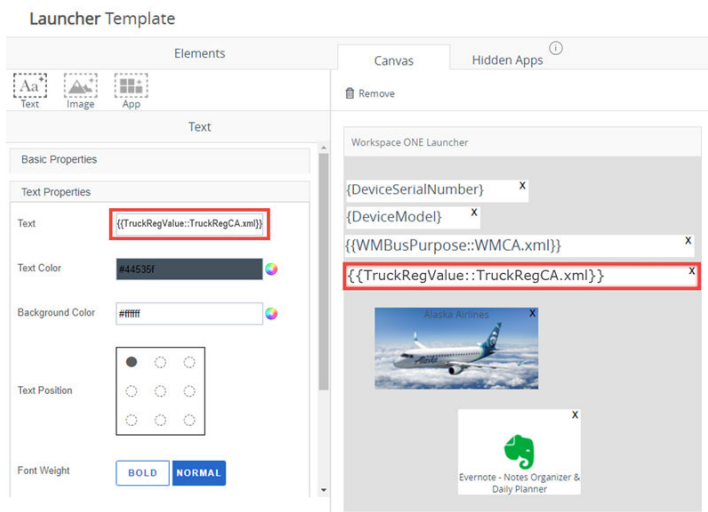 Launcher Template
Elements
Canvas
Hidden Apps
i
Aa
Text
Image
App
Remove
Text
Basic Properties
Text Properties
Text
{{TruckRegValue::TruckRegCA.xml}}
Text Color
#44535f
Background Color
#ffffff
Text Position
Font Weight
BOLD
NORMAL
Workspace ONE Launcher
{DeviceSerialNumber}
X
{DeviceModel}
X
{{WMBusPurpose::WMCA.xml}}
X
{{TruckRegValue::TruckRegCA.xml}}
X
Alaska Airlines
X
Alaska
X
Evernote - Notes Organizer &
Daily Planner